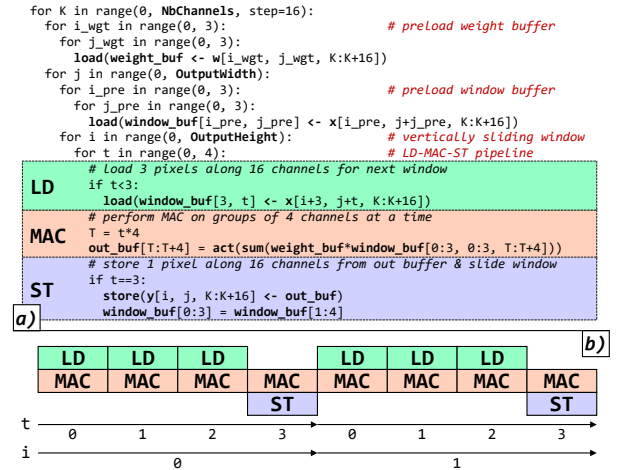 for K in range(0, NbChannels, step=16):
for i_wgt in range(0, 3): # preload weight buffer
for j_wgt in range(0, 3):
load(weight_buf <- w[i_wgt, j_wgt, K:K+16])
for j in range(0, OutputWidth):
for i_pre in range(0, 3): # preload window buffer
for j_pre in range(0, 3):
load(window_buf[i_pre, j_pre] <- x[i_pre, j+j_pre, K:K+16])
for i in range(0, OutputHeight): # vertically sliding window
for t in range(0, 4): # LD-MAC-ST pipeline
# load 3 pixels along 16 channels for next window
LD if t<3:
load(window_buf[3, t] <- x[i+3, j+t, K:K+16])
# perform MAC on groups of 4 channels at a time
MAC T = t*4
out_buf[T:T+4] = act(sum(weight_buf*window_buf[0:3, 0:3, T:T+4]))
# store 1 pixel along 16 channels from out buffer & slide window
ST if t==3:
store(y[i, j, K:K+16] <- out_buf)
window_buf[0:3] = window_buf[1:4]
a)
b)
LD LD LD LD LD LD
MAC MAC MAC MAC MAC MAC MAC MAC
ST ST
t
0 1 2 3 0 1 2 3
i
0 1